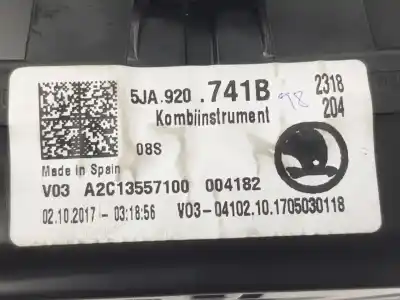 5JA.920 .741B 98 2318
Kombiinstrument 204
08S
Made in Spain
V03 A2C13557100 004182
02.10.2017 – 03:18:56 V03-04102.10.1705030118